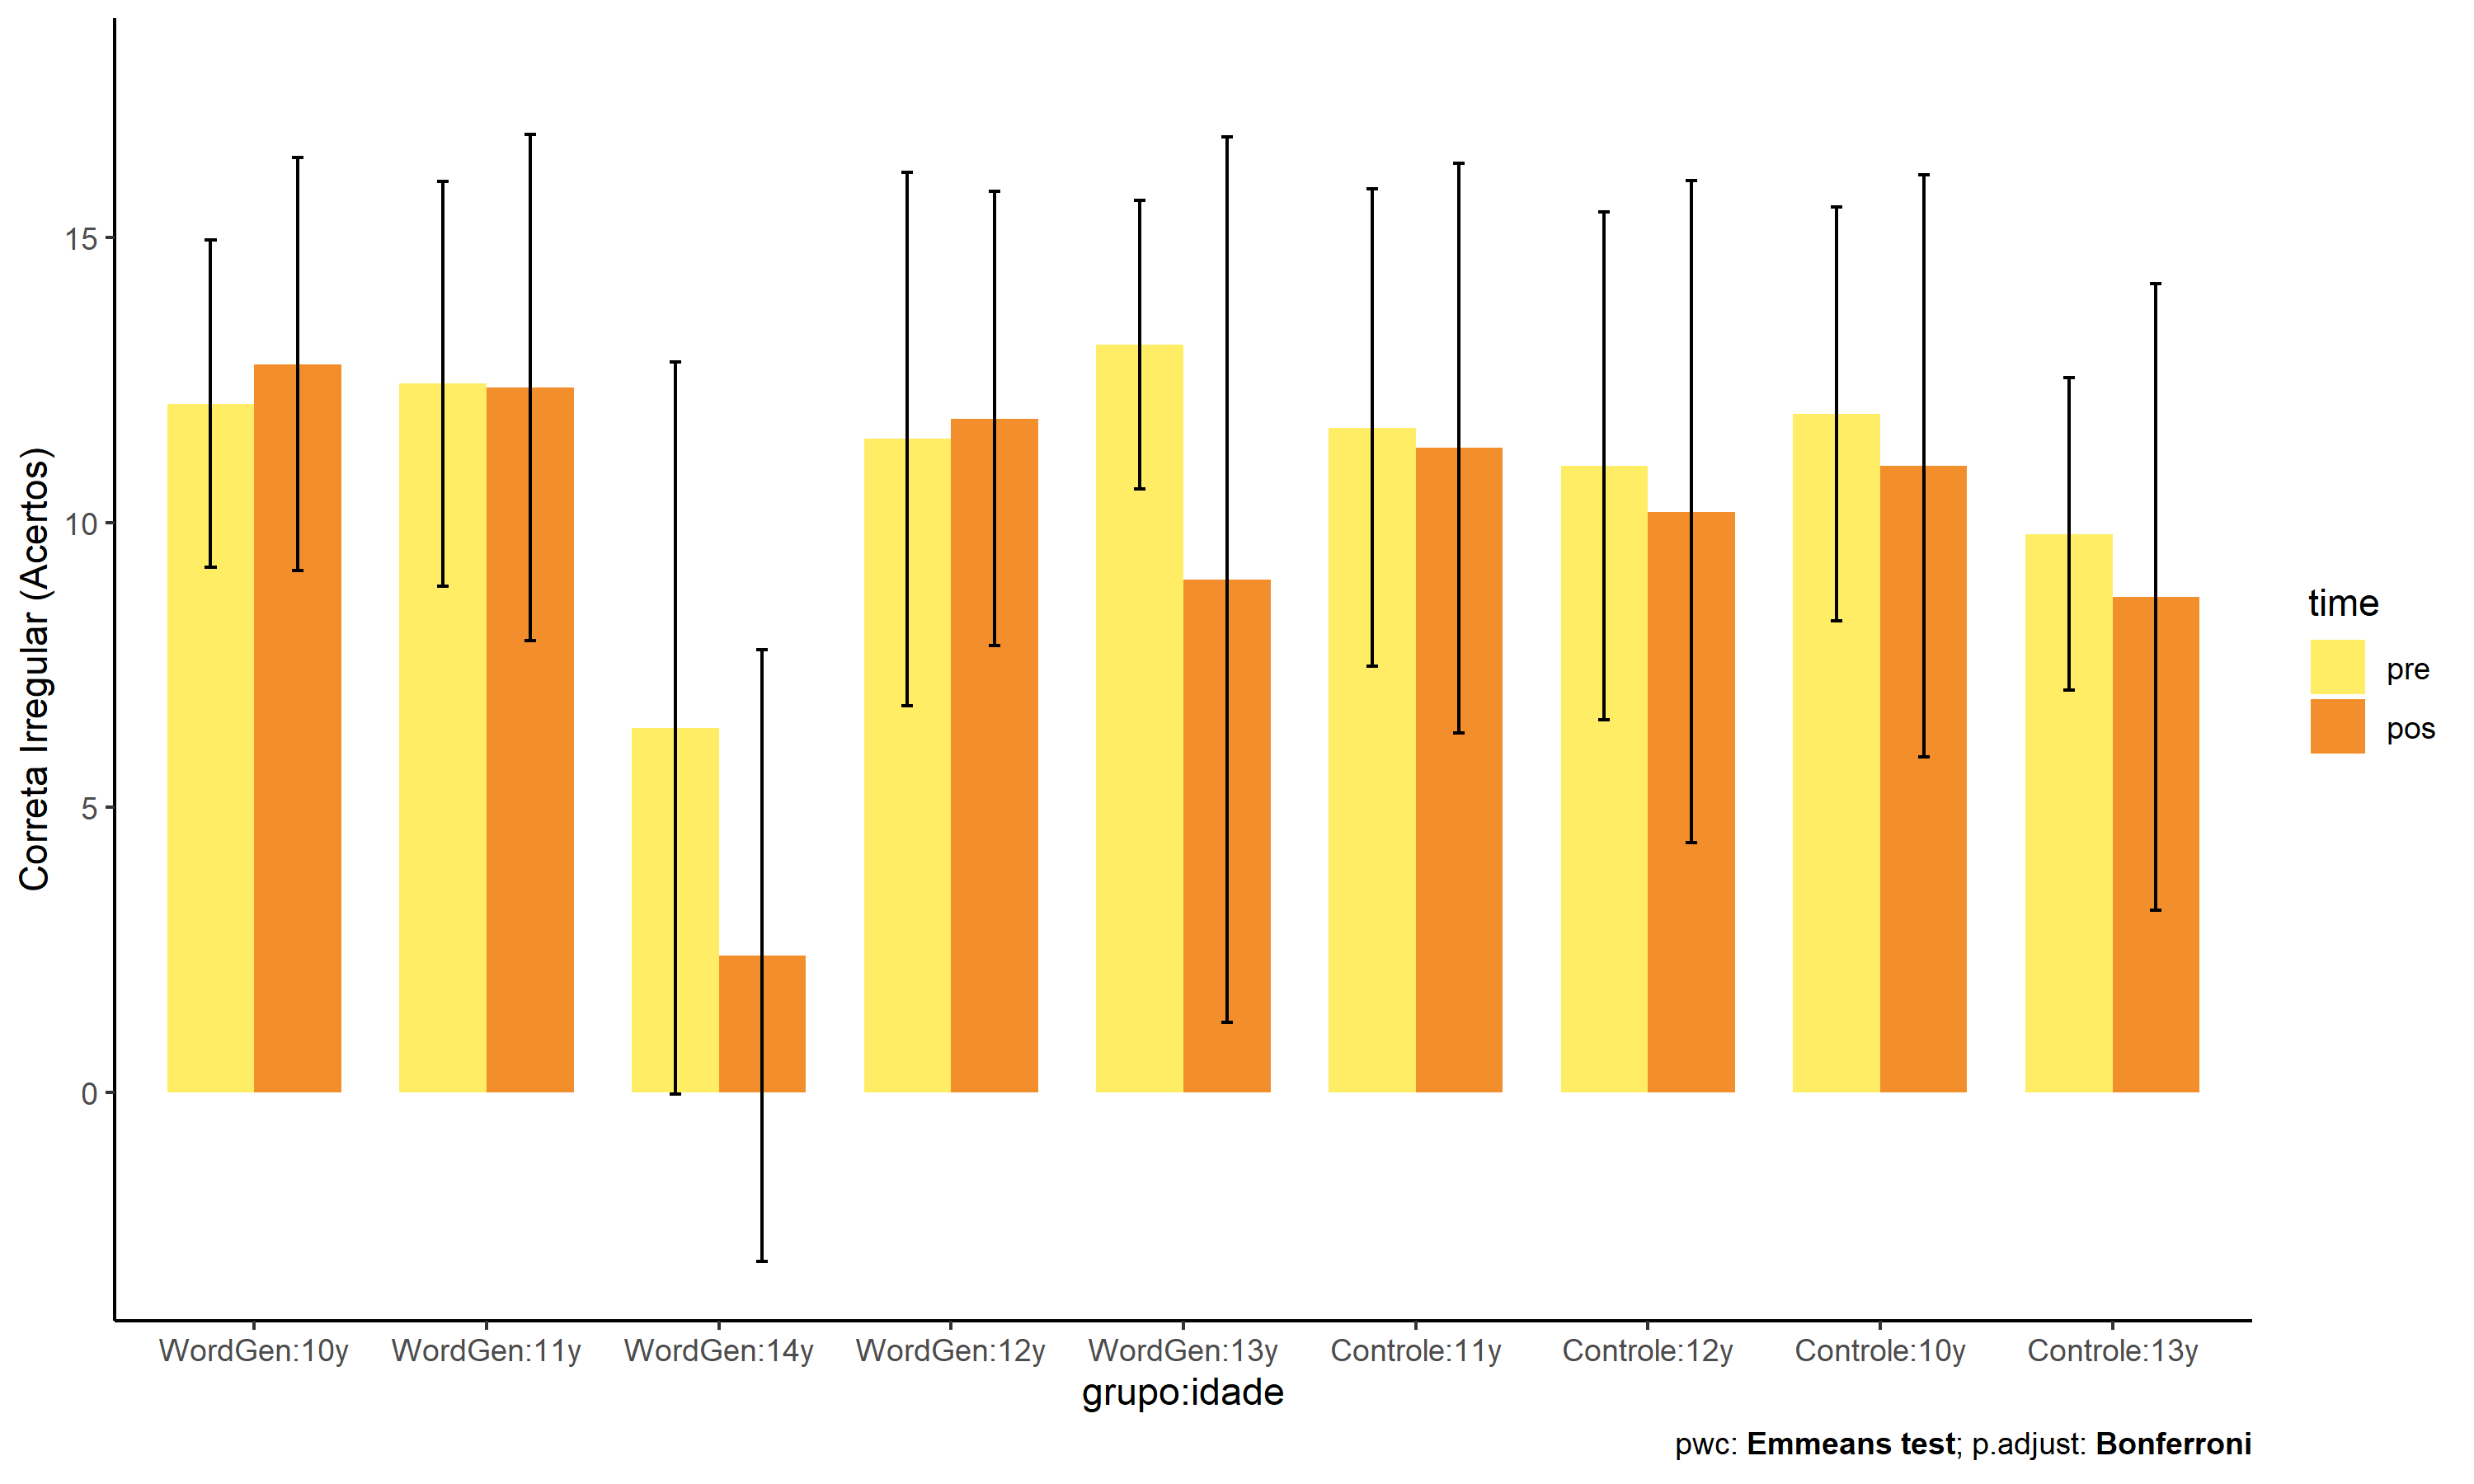 Correta Irregular (Acertos)
15
10
5
0
WordGen:10y WordGen:11y WordGen:14y WordGen:12y WordGen:13y Controle:11y Controle:12y Controle:10y Controle:13y
grupo:idade
time
pre
pos
pwc: Emmeans test; p.adjust: Bonferroni